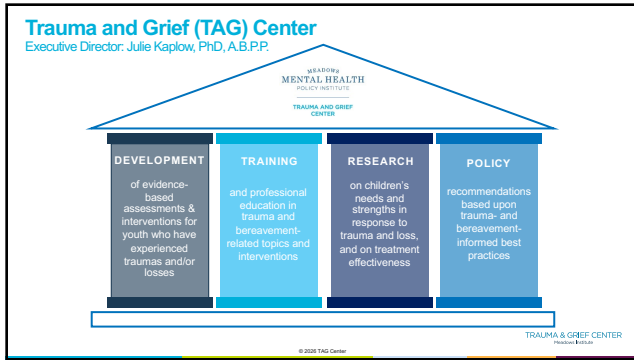 Trauma and Grief (TAG) Center
Executive Director: Julie Kaplow, PhD, A.B.P.P.
MEADOWS
MENTAL HEALTH
POLICY INSTITUTE
TRAUMA AND GRIEF
CENTER
DEVELOPMENT
of evidence-
based
assessments &
interventions for
youth who have
experienced
traumas and/or
losses
TRAINING
and professional
education in
trauma and
bereavement-
related topics and
interventions
RESEARCH
on children's
needs and
strengths in
response to
trauma and loss,
and on treatment
effectiveness
POLICY
recommendations
based upon
trauma- and
bereavement-
informed best
practices
TRAUMA & GRIEF CENTER
Meadows Institute
© 2026 TAG Center